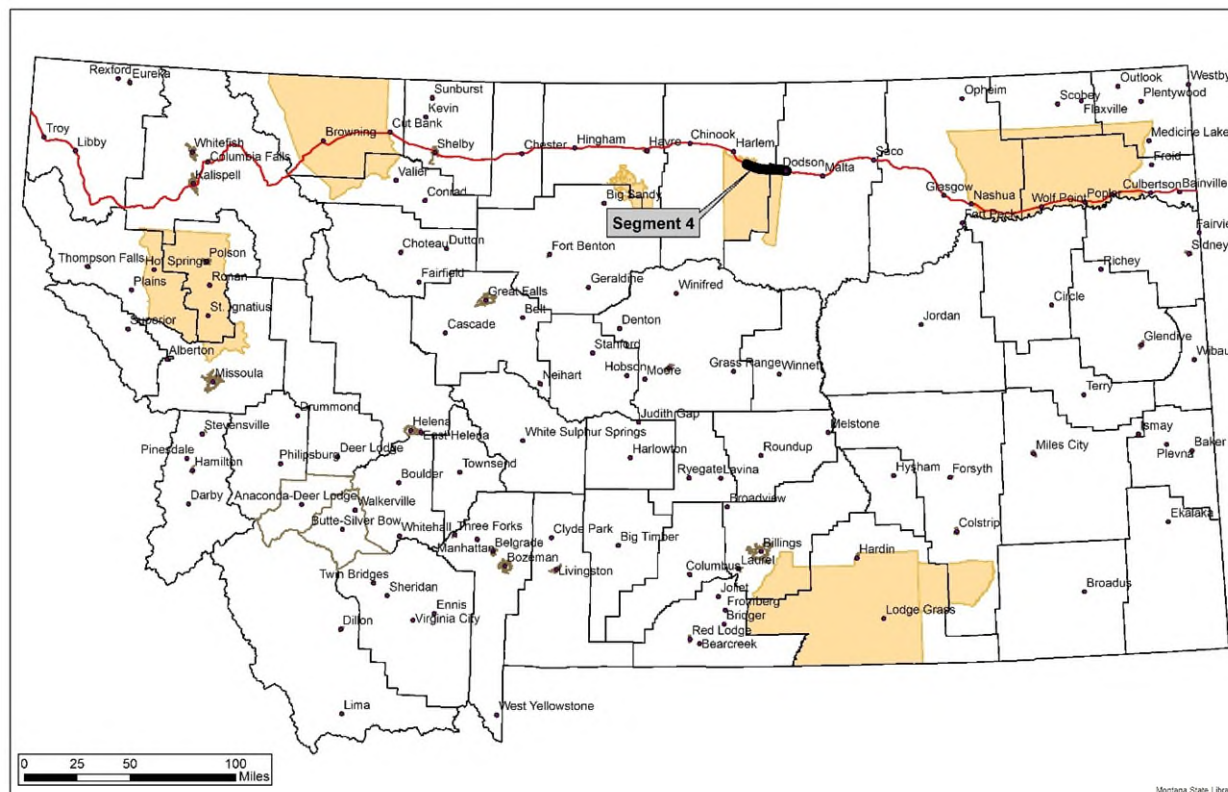 Rexford Eureka
Troy
Libby
Whitefish
Columbia Falls
Kalispell
Browning
Cut Bank
Sunburst
Kevin
Shelby
Valier
Conrad
Chester
Hingham
Havre
Chinook
Harlem
Dodson
Malta
Saco
Big Sandy
Segment 4
Opheim
Scobey
Flaxville
Outlook
Plentywood
Westby
Medicine Lake
Froid
Culbertson
Bainville
Glasgow
Nashua
Fort Peck
Wolf Point
Poplar
Fairvie
Sidney
Thompson Falls
Hot Springs
Plains
Polson
Ronan
St. Ignatius
Superior
Alberton
Missoula
Choteau
Dutton
Fairfield
Fort Benton
Great Falls
Belt
Cascade
Geraldine
Winifred
Denton
Stanford
Hobson
Moore
Grass Range
Winnet
Neihart
Jordan
Richey
Circle
Glendive
Wibau
Terry
Stevensville
Pinesdale
Hamilton
Darby
Drummond
Philipsburg
Deer Lodge
Helena
East Helena
Boulder
Townsend
White Sulphur Springs
Judith Gap
Harlowton
Ryegate
Lavina
Roundup
Melstone
Broadview
Hysham
Forsyth
Colstrip
Miles City
Ismay
Plevna
Baker
Ekalaka
Anaconda-Deer Lodge
Walkerville
Butte-Silver Bow
Whitehall
Three Forks
Manhattan
Belgrade
Bozeman
Clyde Park
Livingston
Big Timber
Columbus
Billings
Laurel
Hardin
Lodge Grass
Broadus
Joliet
Fromberg
Bridger
Red Lodge
Bearcreek
Twin Bridges
Sheridan
Ennis
Virginia City
Dillon
Lima
West Yellowstone
0 25 50 100
Miles
Montana State Libra